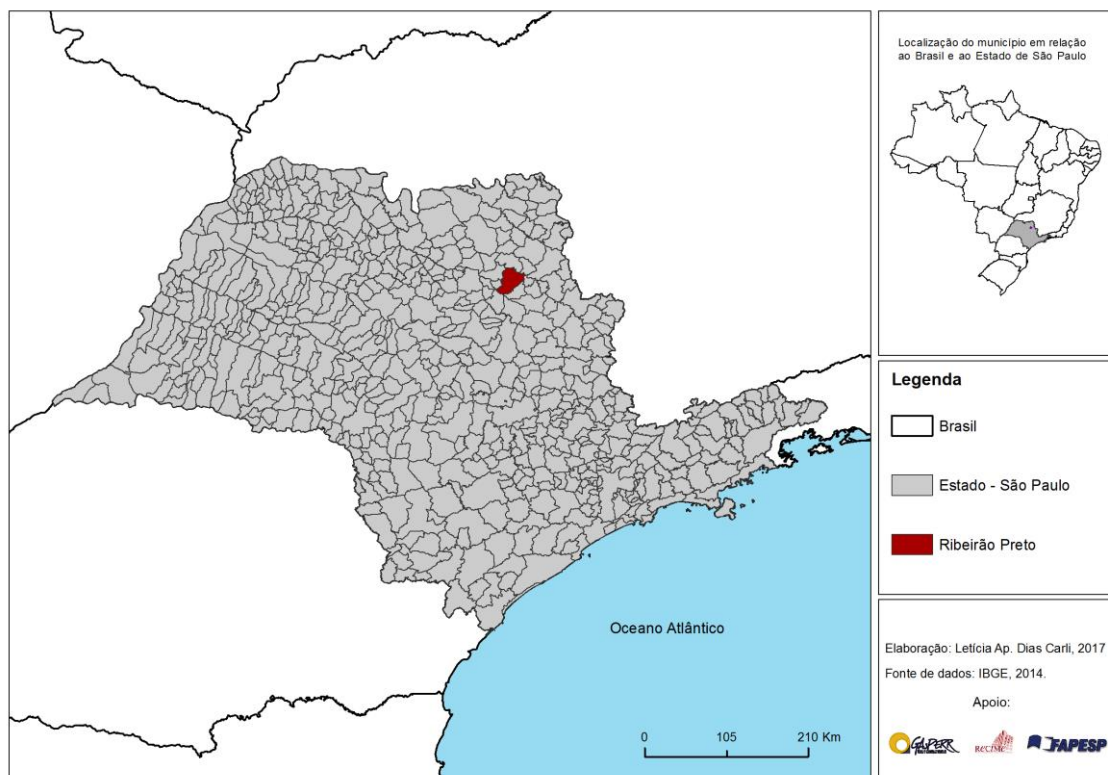 Localização do município em relação
ao Brasil e ao Estado de São Paulo
Legenda
Brasil
Estado - São Paulo
Ribeirão Preto
Oceano Atlântico
0 105 210 Km
Elaboração: Letícia Ap. Dias Carli, 2017
Fonte de dados: IBGE, 2014.
Apoio:
GAsPERR
ReCiMe
FAPESP